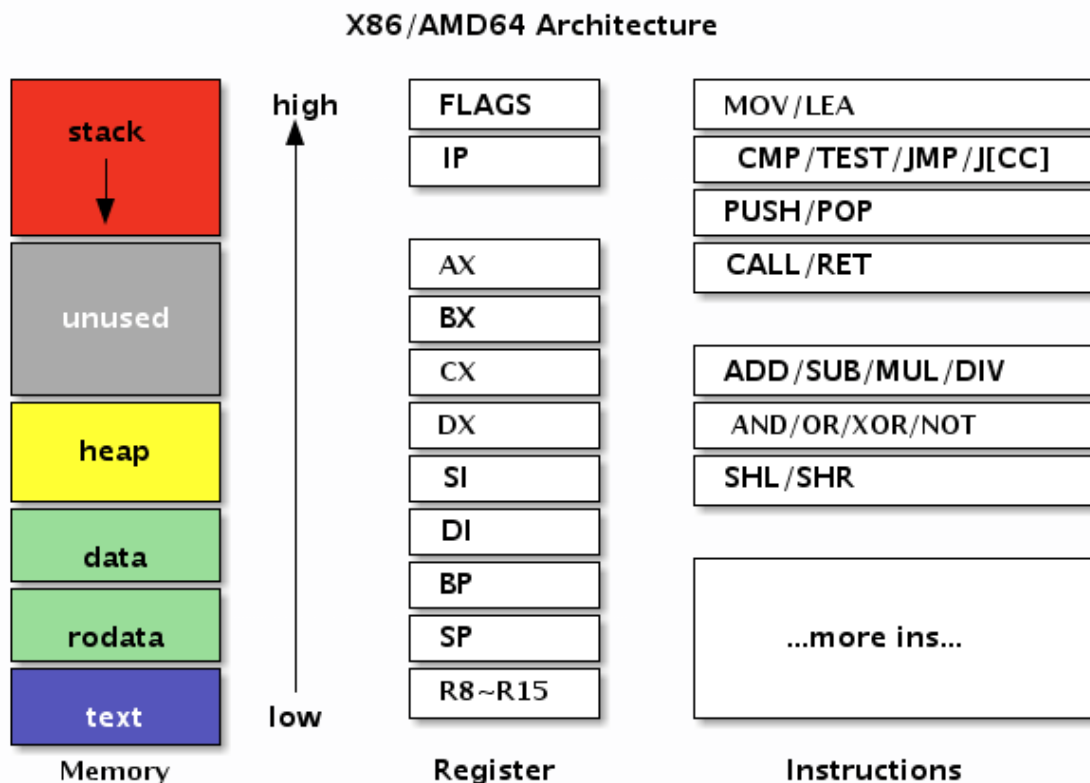 X86/AMD64 Architecture
stack
unused
heap
data
rodata
text
Memory
high
low
FLAGS
IP
AX
BX
CX
DX
SI
DI
BP
SP
R8~R15
Register
MOV/LEA
CMP/TEST/JMP/J[CC]
PUSH/POP
CALL/RET
ADD/SUB/MUL/DIV
AND/OR/XOR/NOT
SHL/SHR
...more ins...
Instructions